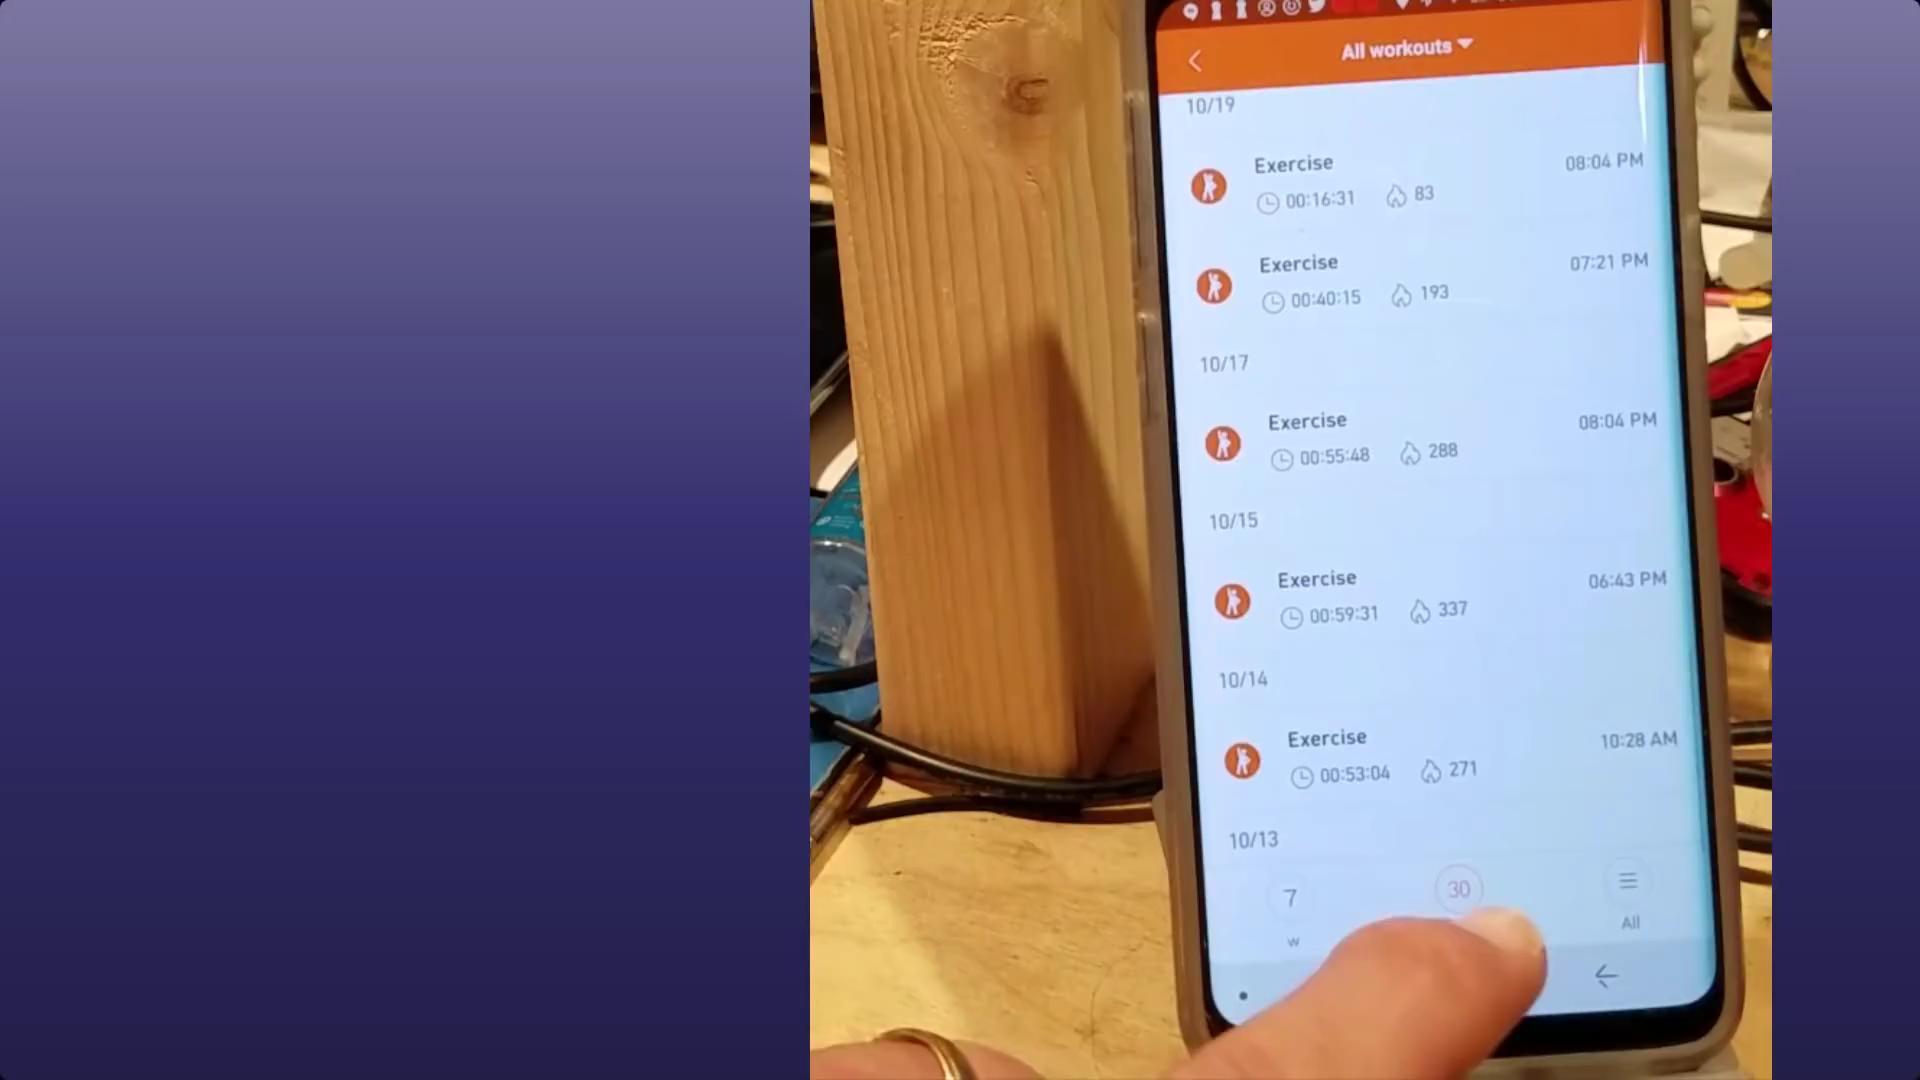 All workouts
10/19
Exercise
08:04 PM
00:16:31 83
Exercise
07:21 PM
00:40:15 193
10/17
Exercise
08:04 PM
00:55:48 288
10/15
Exercise
06:43 PM
00:59:31 337
10/14
Exercise
10:28 AM
00:53:04 271
10/13
7
30
W
All